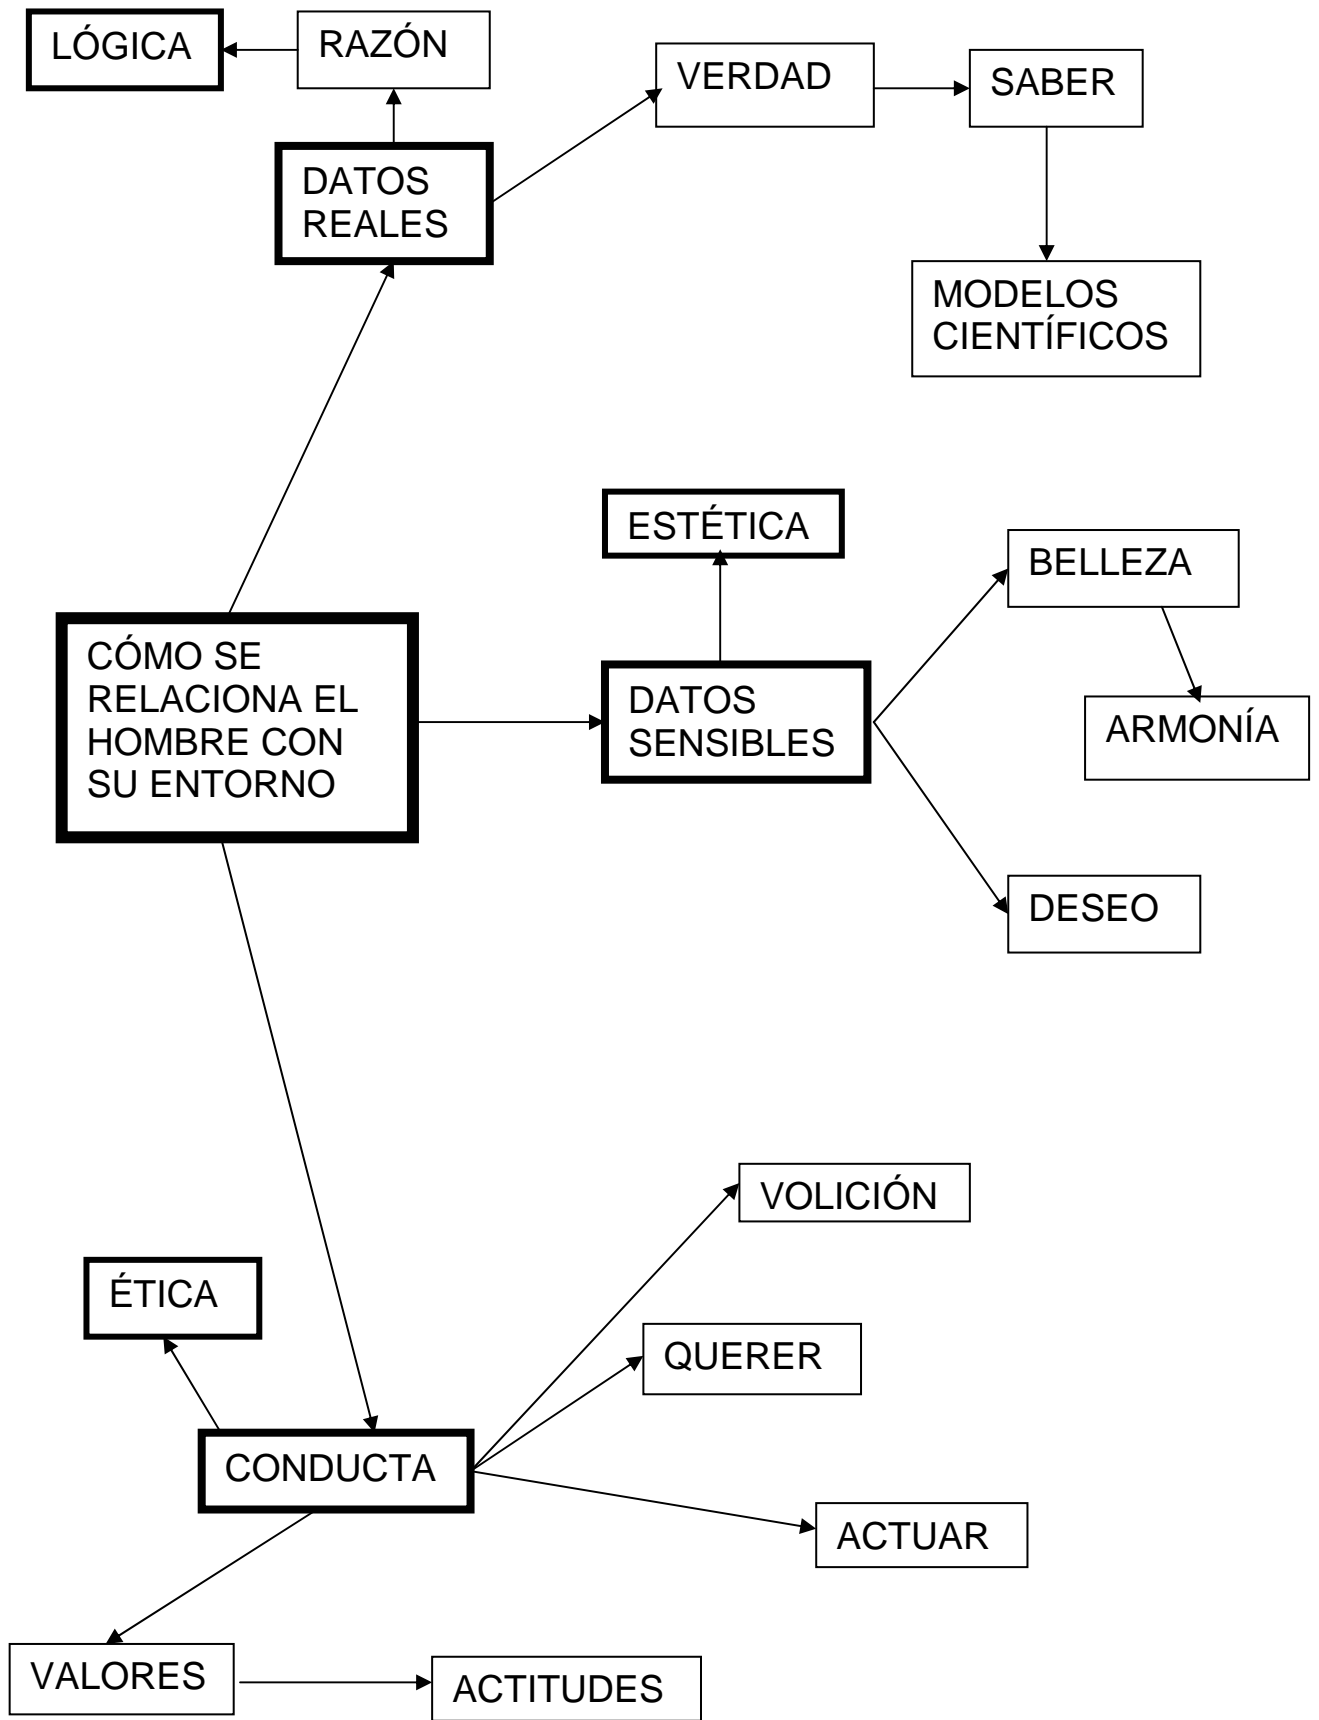 LÓGICA
RAZÓN
VERDAD
SABER
DATOS
REALES
MODELOS
CIENTÍFICOS
ESTÉTICA
BELLEZA
CÓMO SE
RELACIONA EL
HOMBRE CON
SU ENTORNO
DATOS
SENSIBLES
ARMONÍA
DESEO
VOLICIÓN
ÉTICA
QUERER
CONDUCTA
ACTUAR
VALORES
ACTITUDES